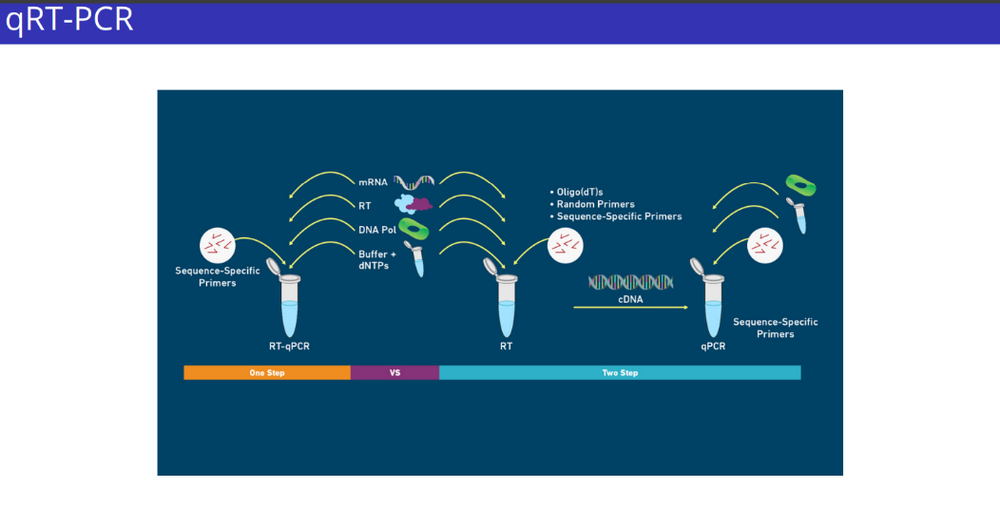 qRT-PCR
mRNA
RT
DNA Pol
Buffer +
dNTPs
Sequence-Specific
Primers
RT-qPCR
• Oligo(dT)s
• Random Primers
• Sequence-Specific Primers
RT
cDNA
qPCR
Sequence-Specific
Primers
One Step
VS
Two Step